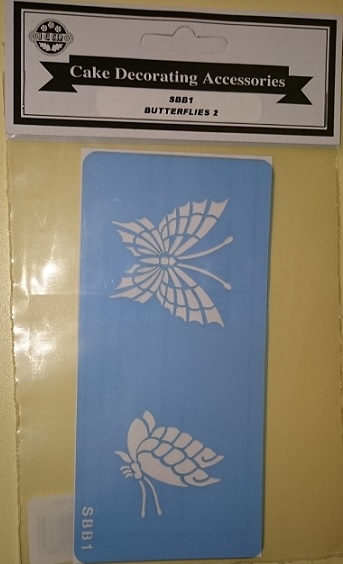 Cake Decorating Accessories
SBB1
BUTTERFLIES 2
SBB1